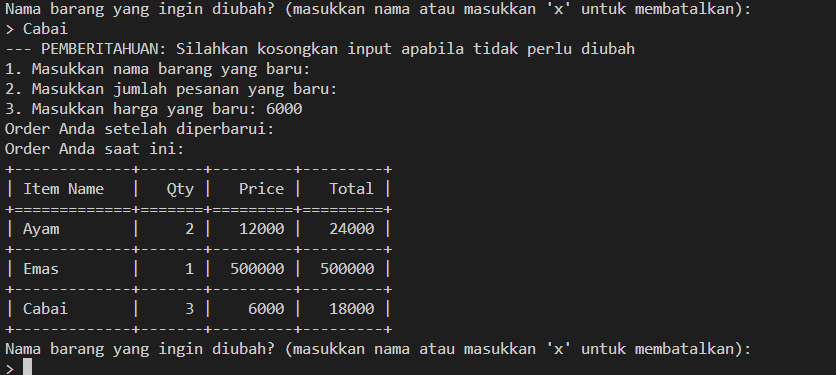 Nama barang yang ingin diubah? (masukkan nama atau masukkan 'x' untuk membatalkan):
> Cabai
--- PEMBERITAHUAN: Silahkan kosongkan input apabila tidak perlu diubah
1. Masukkan nama barang yang baru:
2. Masukkan jumlah pesanan yang baru:
3. Masukkan harga yang baru: 6000
Order Anda setelah diperbarui:
Order Anda saat ini:
+-------------+-------+---------+---------+
| Item Name   |   Qty |   Price |   Total |
+=============+=======+=========+=========+
| Ayam        |     2 |   12000 |   24000 |
+-------------+-------+---------+---------+
| Emas        |     1 |  500000 |  500000 |
+-------------+-------+---------+---------+
| Cabai       |     3 |    6000 |   18000 |
+-------------+-------+---------+---------+
Nama barang yang ingin diubah? (masukkan nama atau masukkan 'x' untuk membatalkan):
>